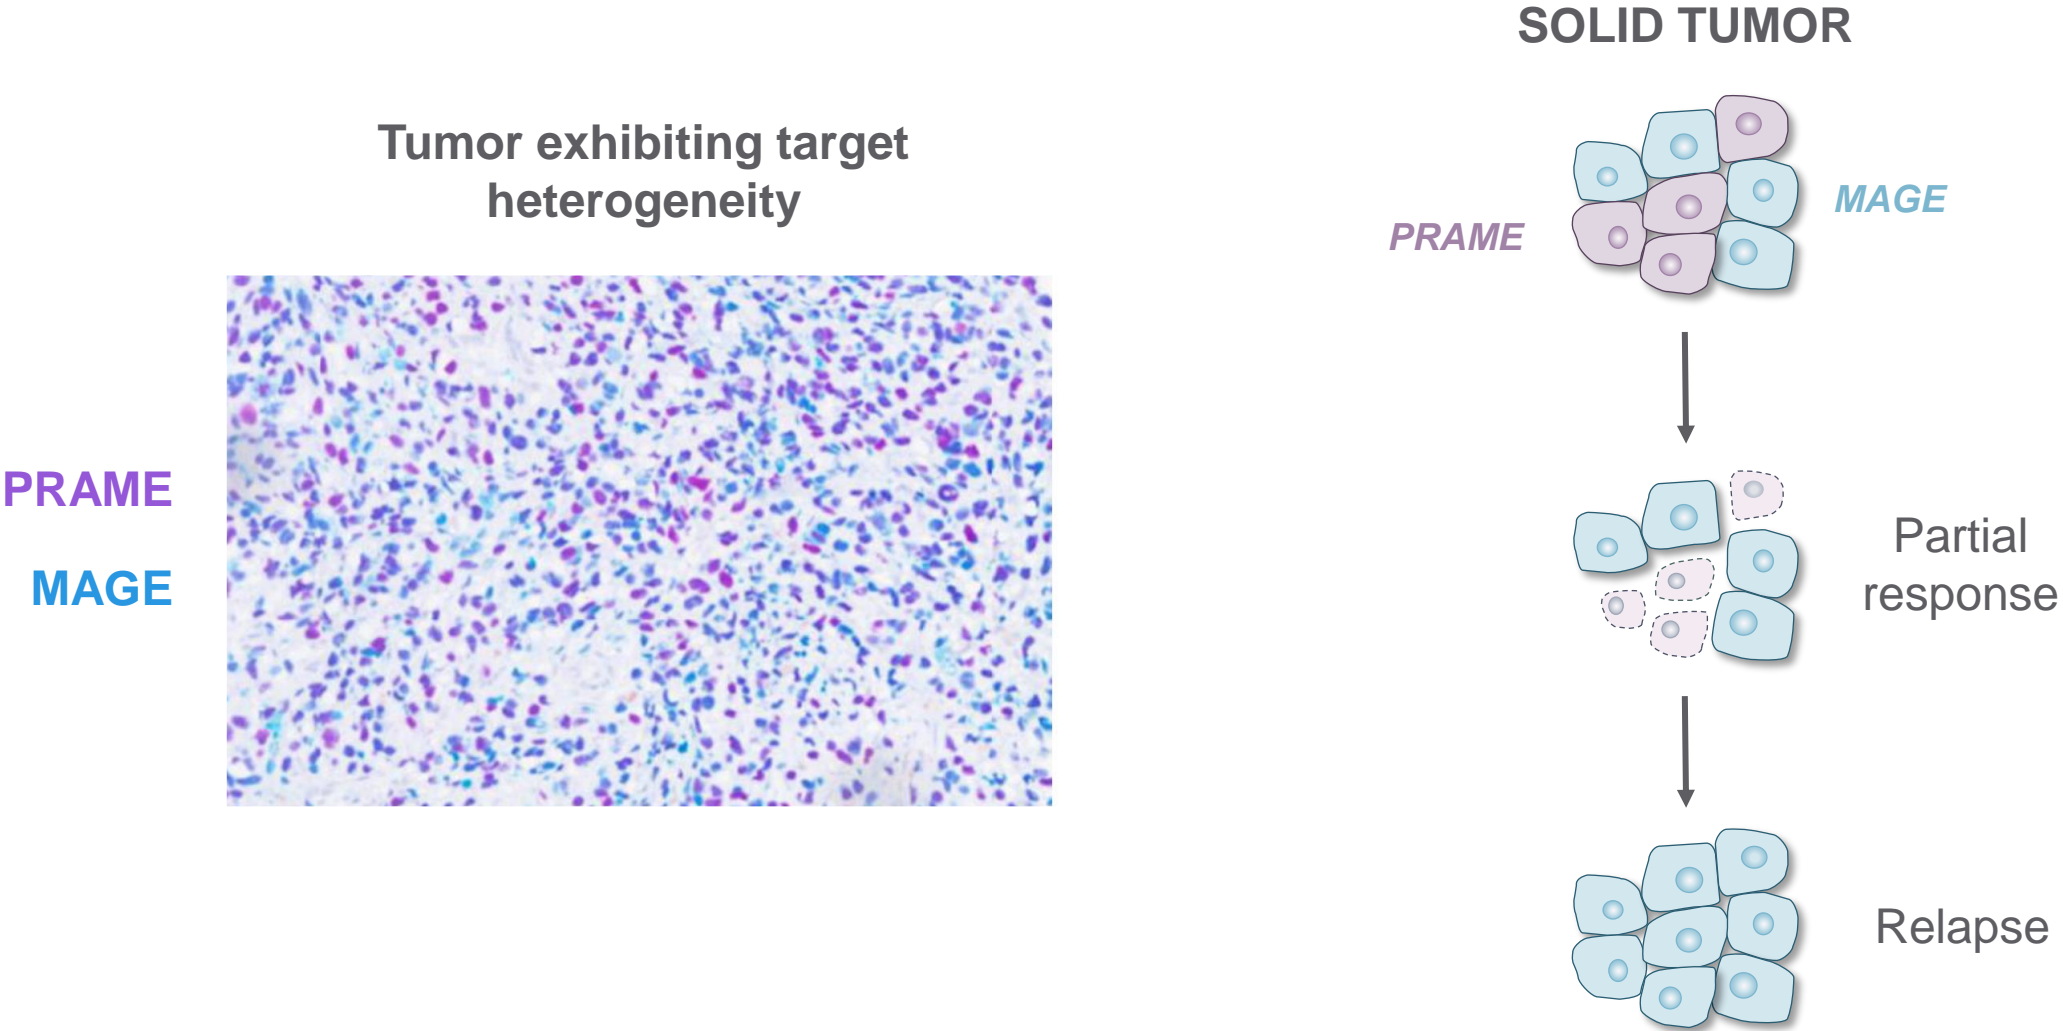 Tumor exhibiting target
heterogeneity
PRAME
MAGE
SOLID TUMOR
MAGE
PRAME
Partial
response
Relapse